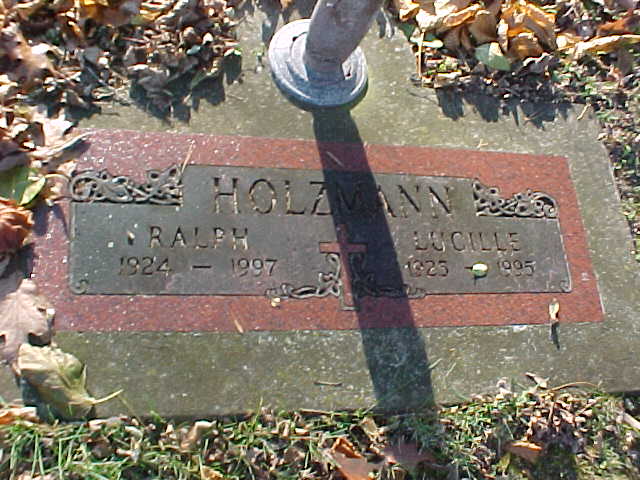 HOLZMANN
RALPH LUCILLE
1924 — 1997 1925 — 1995